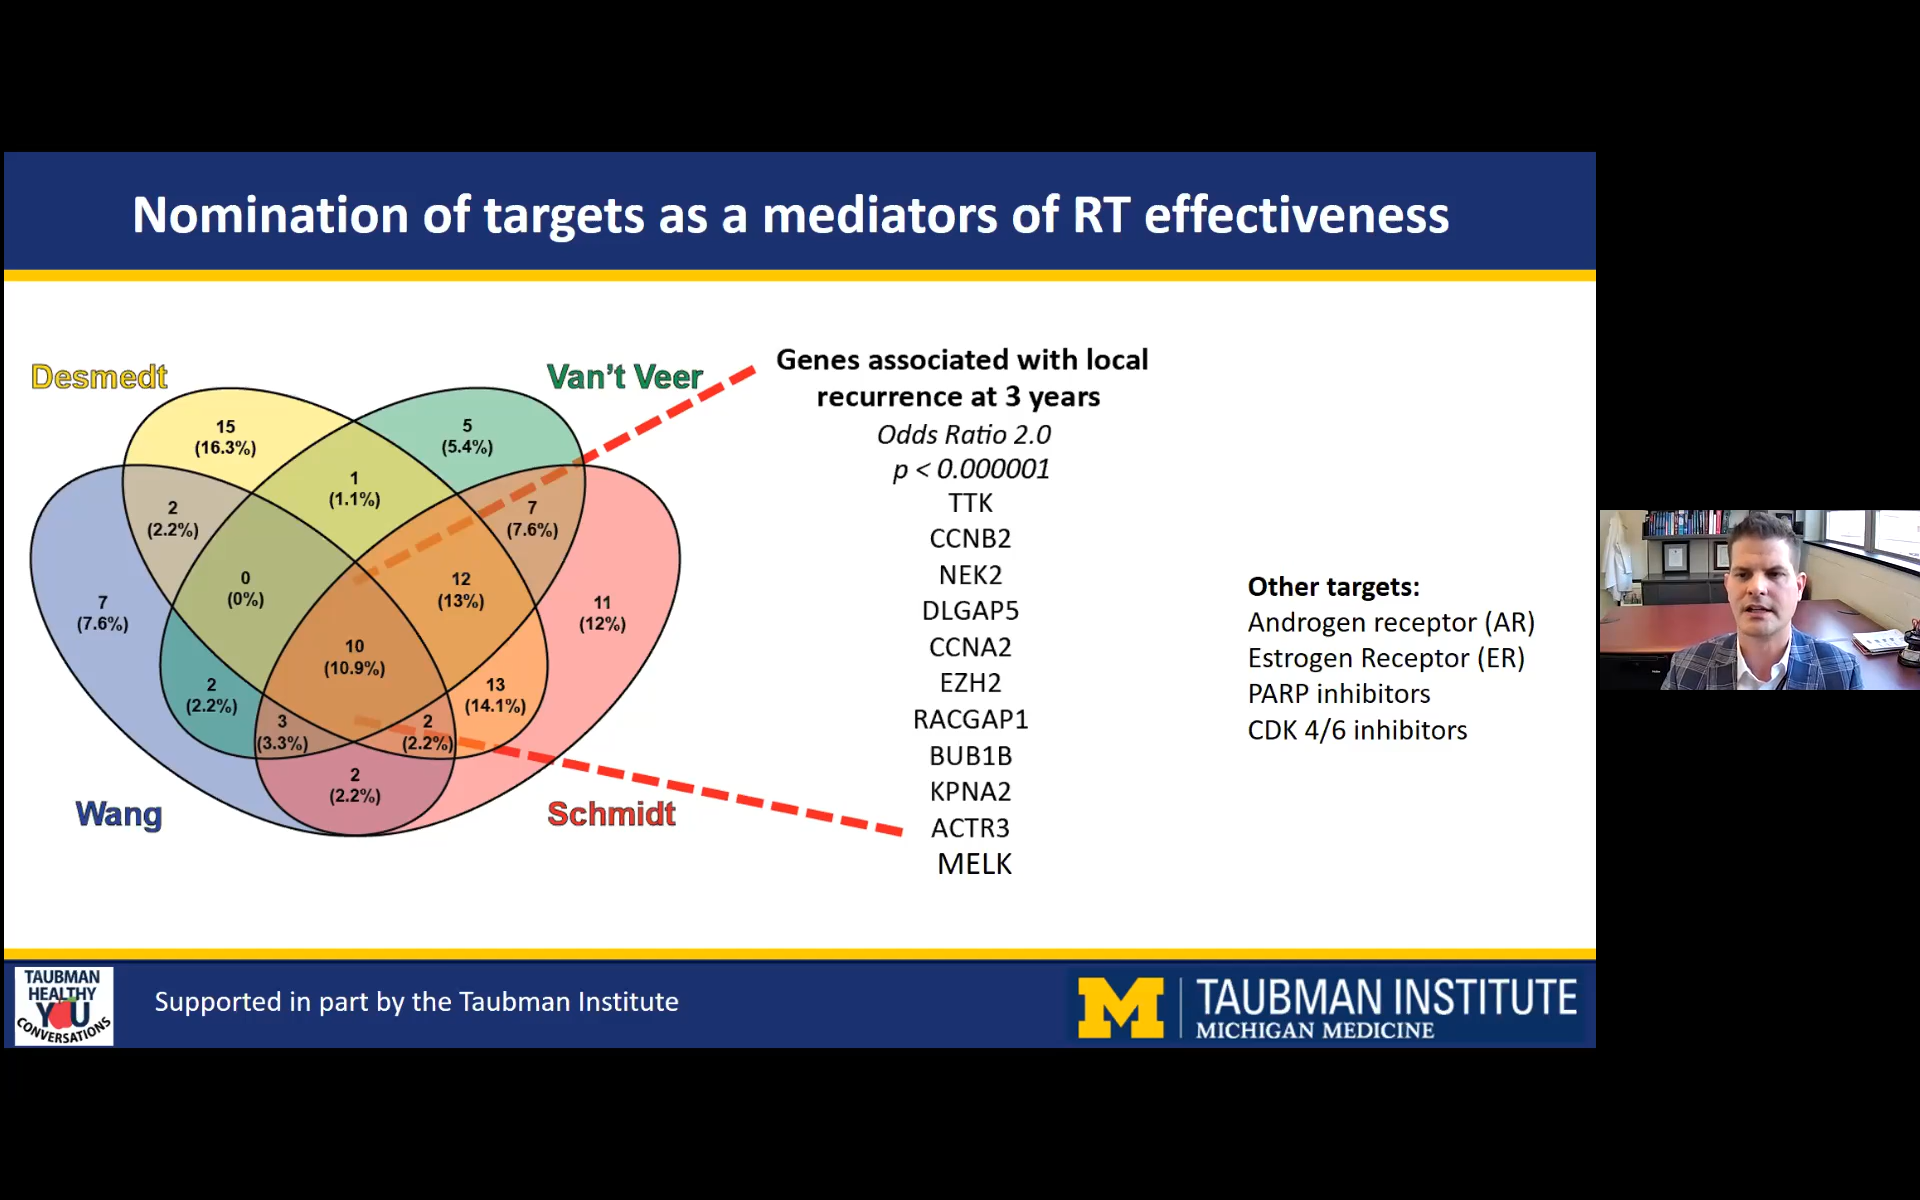 Nomination of targets as a mediators of RT effectiveness
Desmedt
Van't Veer
15
(16.3%)
5
(5.4%)
1
(1.1%)
2
(2.2%)
7
(7.6%)
0
(0%)
12
(13%)
7
(7.6%)
11
(12%)
10
(10.9%)
2
(2.2%)
13
(14.1%)
3
(3.3%)
2
(2.2%)
2
(2.2%)
Wang
Schmidt
Genes associated with local
recurrence at 3 years
Odds Ratio 2.0
p < 0.000001
TTK
CCNB2
NEK2
DLGAP5
CCNA2
EZH2
RACGAP1
BUB1B
KPNA2
ACTR3
MELK
Other targets:
Androgen receptor (AR)
Estrogen Receptor (ER)
PARP inhibitors
CDK 4/6 inhibitors
TAUBMAN
HEALTHY
YOU
CONVERSATIONS
Supported in part by the Taubman Institute
M
TAUBMAN INSTITUTE
MICHIGAN MEDICINE